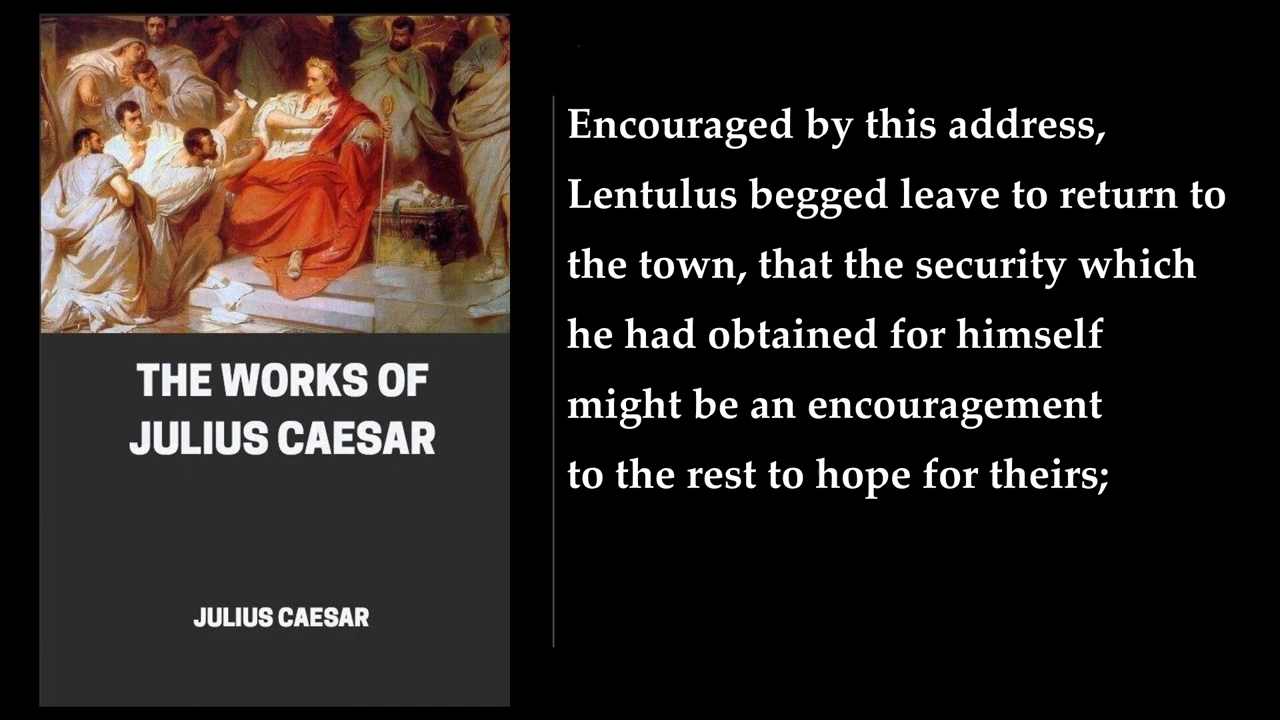 THE WORKS OF
JULIUS CAESAR
JULIUS CAESAR
Encouraged by this address,
Lentulus begged leave to return to
the town, that the security which
he had obtained for himself
might be an encouragement
to the rest to hope for theirs;